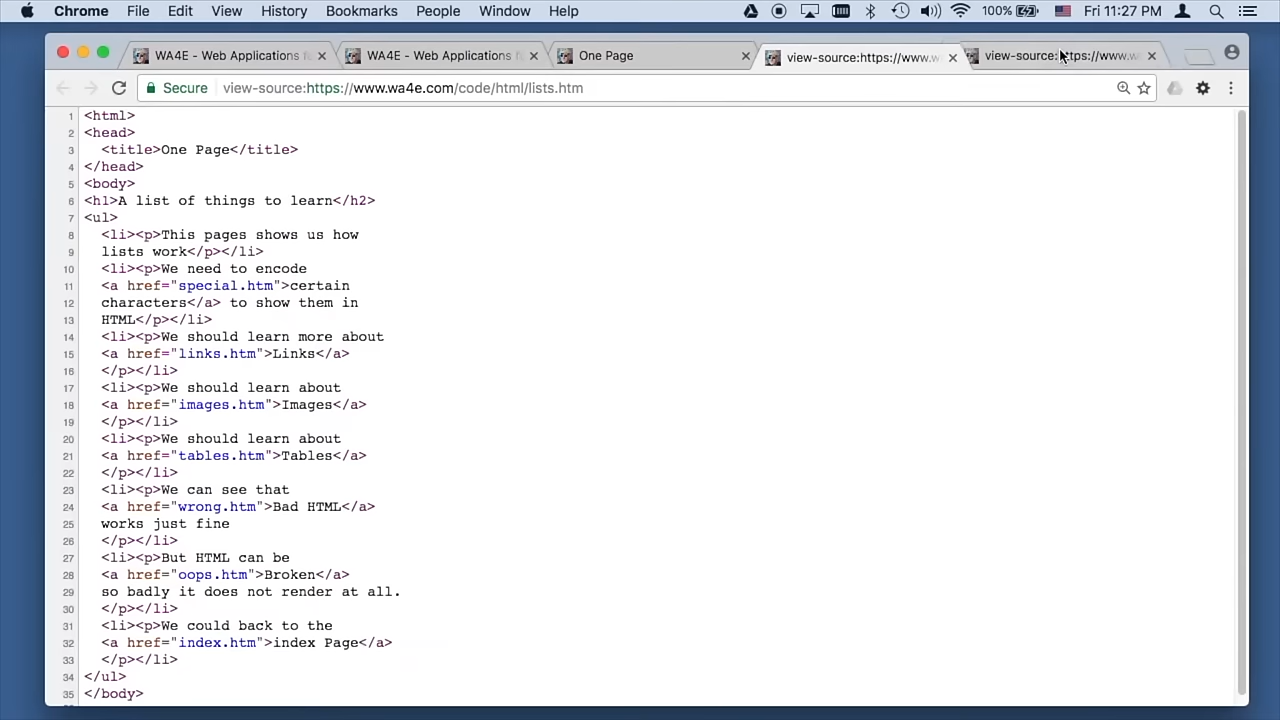 Chrome File Edit View History Bookmarks People Window Help 100% Fri 11:27 PM
WA4E - Web Applications f WA4E - Web Applications f One Page view-source:https://www.w view-source:https://www.w
Secure view-source:https://www.wa4e.com/code/html/lists.htm
1 <html>
2 <head>
3 <title>One Page</title>
4 </head>
5 <body>
6 <h1>A list of things to learn</h2>
7 <ul>
8 <li><p>This pages shows us how
9 lists work</p></li>
10 <li><p>We need to encode
11 <a href="special.htm">certain
12 characters</a> to show them in
13 HTML</p></li>
14 <li><p>We should learn more about
15 <a href="links.htm">Links</a>
16 </p></li>
17 <li><p>We should learn about
18 <a href="images.htm">Images</a>
19 </p></li>
20 <li><p>We should learn about
21 <a href="tables.htm">Tables</a>
22 </p></li>
23 <li><p>We can see that
24 <a href="wrong.htm">Bad HTML</a>
25 works just fine
26 </p></li>
27 <li><p>But HTML can be
28 <a href="oops.htm">Broken</a>
29 so badly it does not render at all.
30 </p></li>
31 <li><p>We could back to the
32 <a href="index.htm">index Page</a>
33 </p></li>
34 </ul>
35 </body>